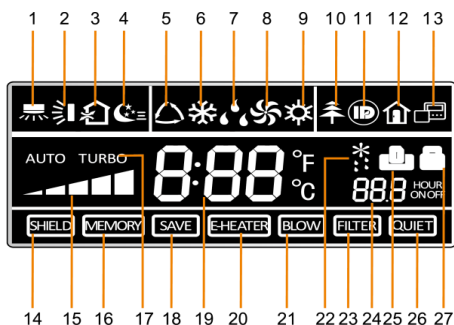 1 2 3 4 5 6 7 8 9 10 11 12 13
AUTO TURBO
8:88 °F °C
88.8 HOUR
ON OFF
SHIELD MEMORY SAVE E-HEATER BLOW FILTER QUIET
14 15 16 17 18 19 20 21 22 23 24 25 26 27